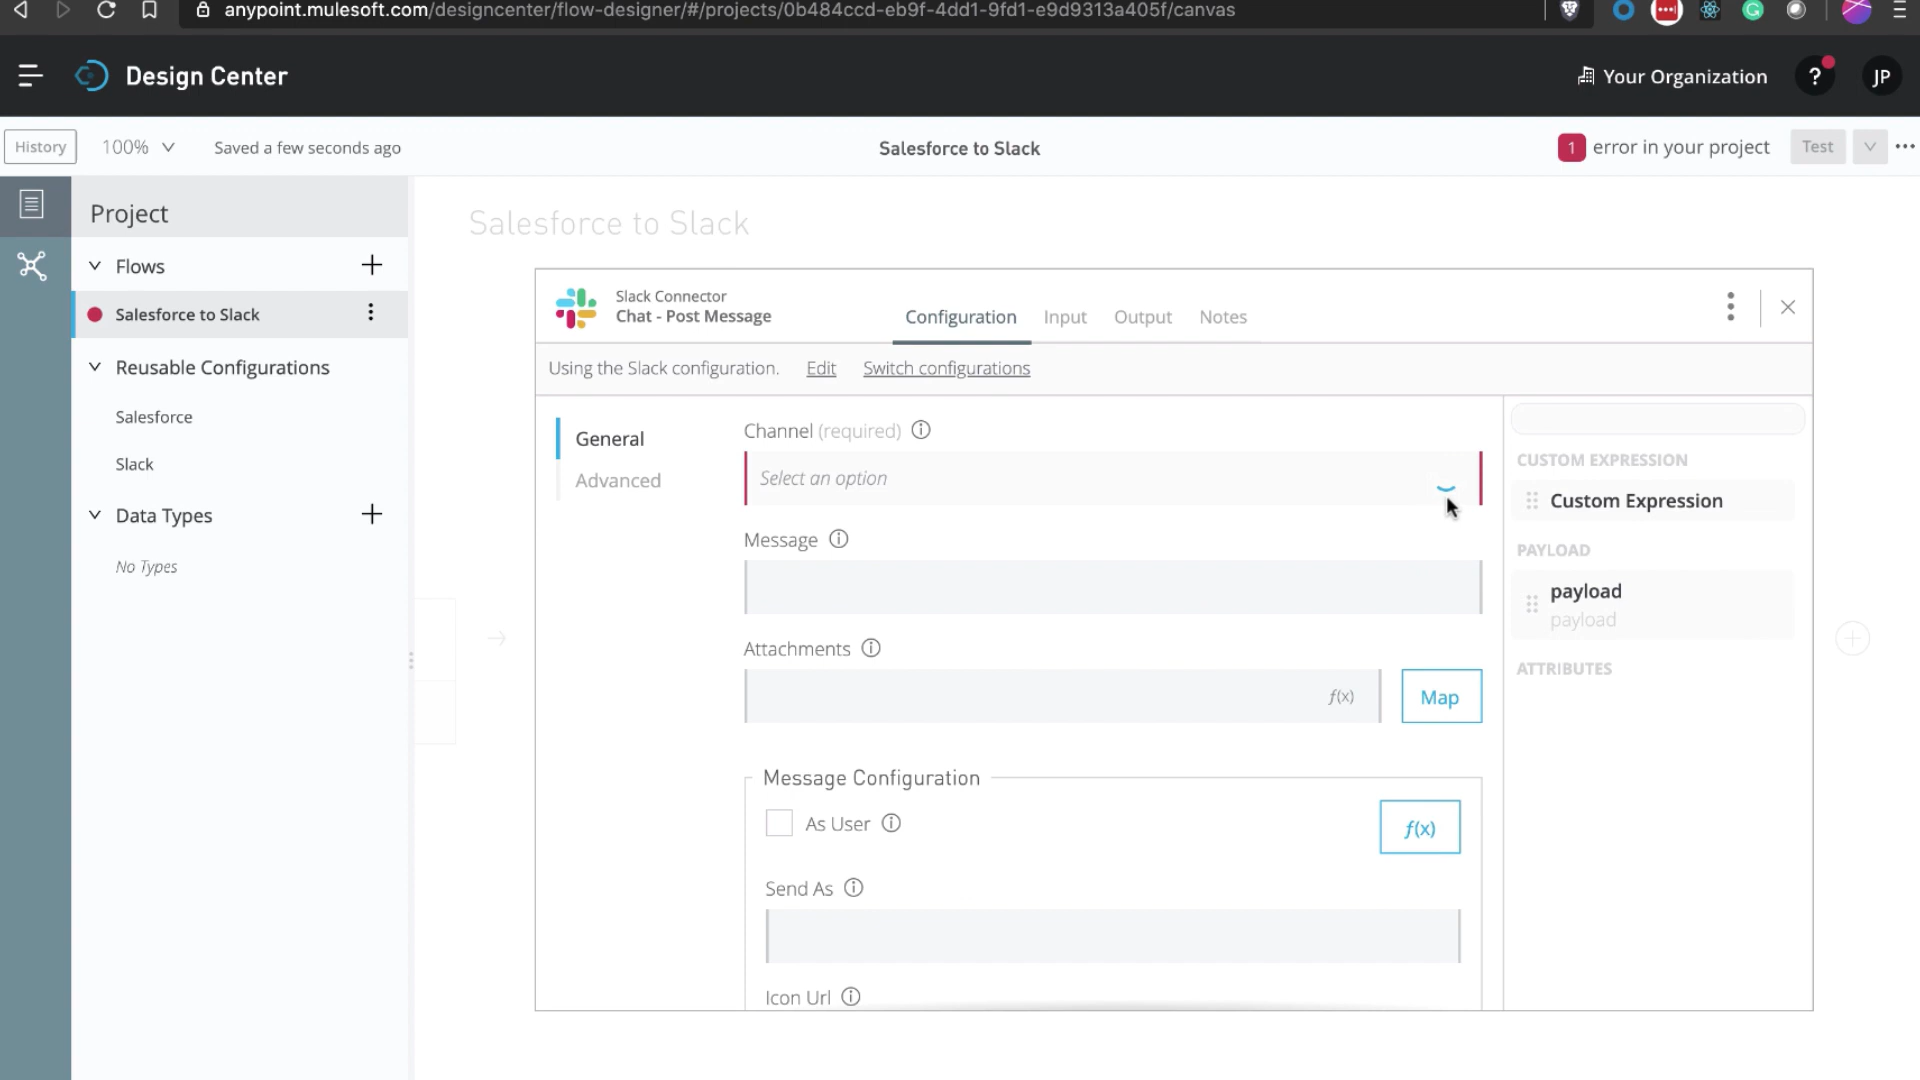 anypoint.mulesoft.com/designcenter/flow-designer/#/projects/0b484ccd-eb9f-4dd1-9fd1-e9d9313a405f/canvas
Design Center
Your Organization
?
JP
History
100%
Saved a few seconds ago
Salesforce to Slack
1 error in your project
Test
Project
Flows
Salesforce to Slack
Reusable Configurations
Salesforce
Slack
Data Types
No Types
Salesforce to Slack
Slack Connector
Chat - Post Message
Configuration
Input
Output
Notes
Using the Slack configuration. Edit Switch configurations
General
Advanced
Channel (required)
Select an option
Message
Attachments
f(x)
Map
Message Configuration
As User
f(x)
Send As
Icon Url
CUSTOM EXPRESSION
Custom Expression
PAYLOAD
payload
payload
ATTRIBUTES